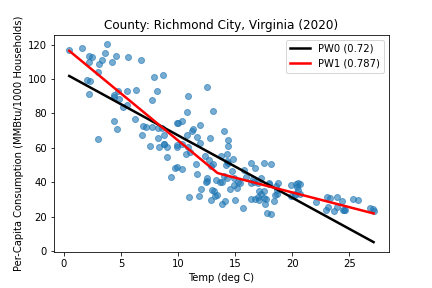 County: Richmond City, Virginia (2020)
Per-Capita Consumption (MMBtu/1000 Households)
120
100
80
60
40
20
0
PW0 (0.72)
PW1 (0.787)
0
5
10
15
20
25
Temp (deg C)